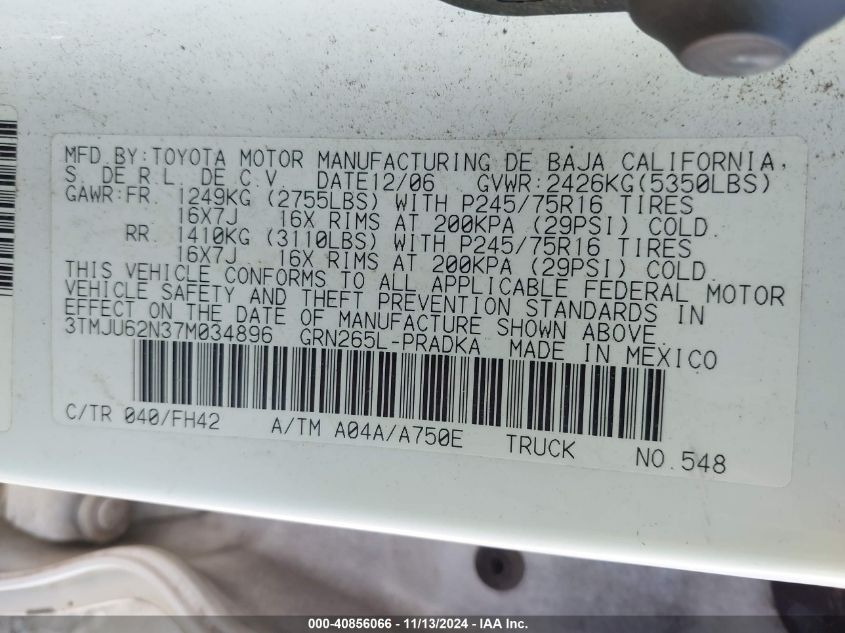 MFD BY: TOYOTA MOTOR MANUFACTURING DE BAJA CALIFORNIA,
S. DE R L. DE C V. DATE12/06 GVWR:2426KG(5350LBS)
GAWR:FR. 1249KG (2755LBS) WITH P245/75R16 TIRES
16X7J 16X RIMS AT 200KPA (29PSI) COLD.
RR. 1410KG (3110LBS) WITH P245/75R16 TIRES
16X7J 16X RIMS AT 200KPA (29PSI) COLD.
THIS VEHICLE CONFORMS TO ALL APPLICABLE FEDERAL MOTOR
VEHICLE SAFETY AND THEFT PREVENTION STANDARDS IN
EFFECT ON THE DATE OF MANUFACTURE SHOWN ABOVE.
3TMJU62N37M034896 GRN265L-PRADKA MADE IN MEXICO
C/TR 040/FH42 A/TM A04A/A750E TRUCK NO.548
000-40856066 - 11/13/2024 - IAA Inc.